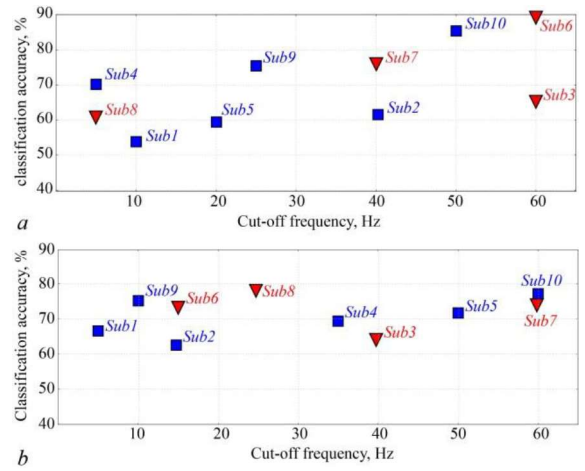 classification accuracy, %
90
80
70
60
50
40
Sub4
Sub8
Sub1
Sub5
Sub9
Sub7
Sub2
Sub10
Sub6
Sub3
10 20 30 40 50 60
Cut-off frequency, Hz
a
Classification accuracy, %
90
80
70
60
50
40
Sub1
Sub9
Sub6
Sub2
Sub8
Sub4
Sub3
Sub5
Sub10
Sub7
10 20 30 40 50 60
Cut-off frequency, Hz
b